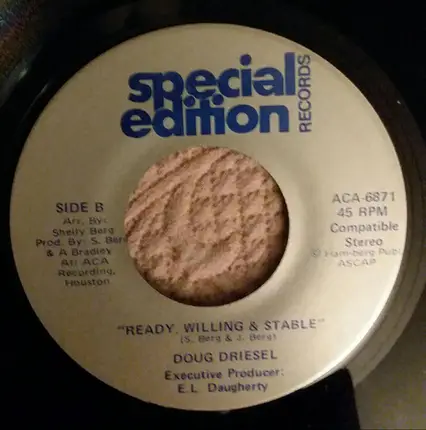 special
edition
RECORDS
SIDE B
Arr. By:
Shelly Berg
Prod. By: S. Berg
& A Bradley
At: ACA
Recording,
Houston
ACA-6871
45 RPM
Compatible
Stereo
© Ham-berg Publ
ASCAP
"READY, WILLING & STABLE"
(S. Berg & J. Berg)
DOUG DRIESEL
Executive Producer:
E.L. Daugherty